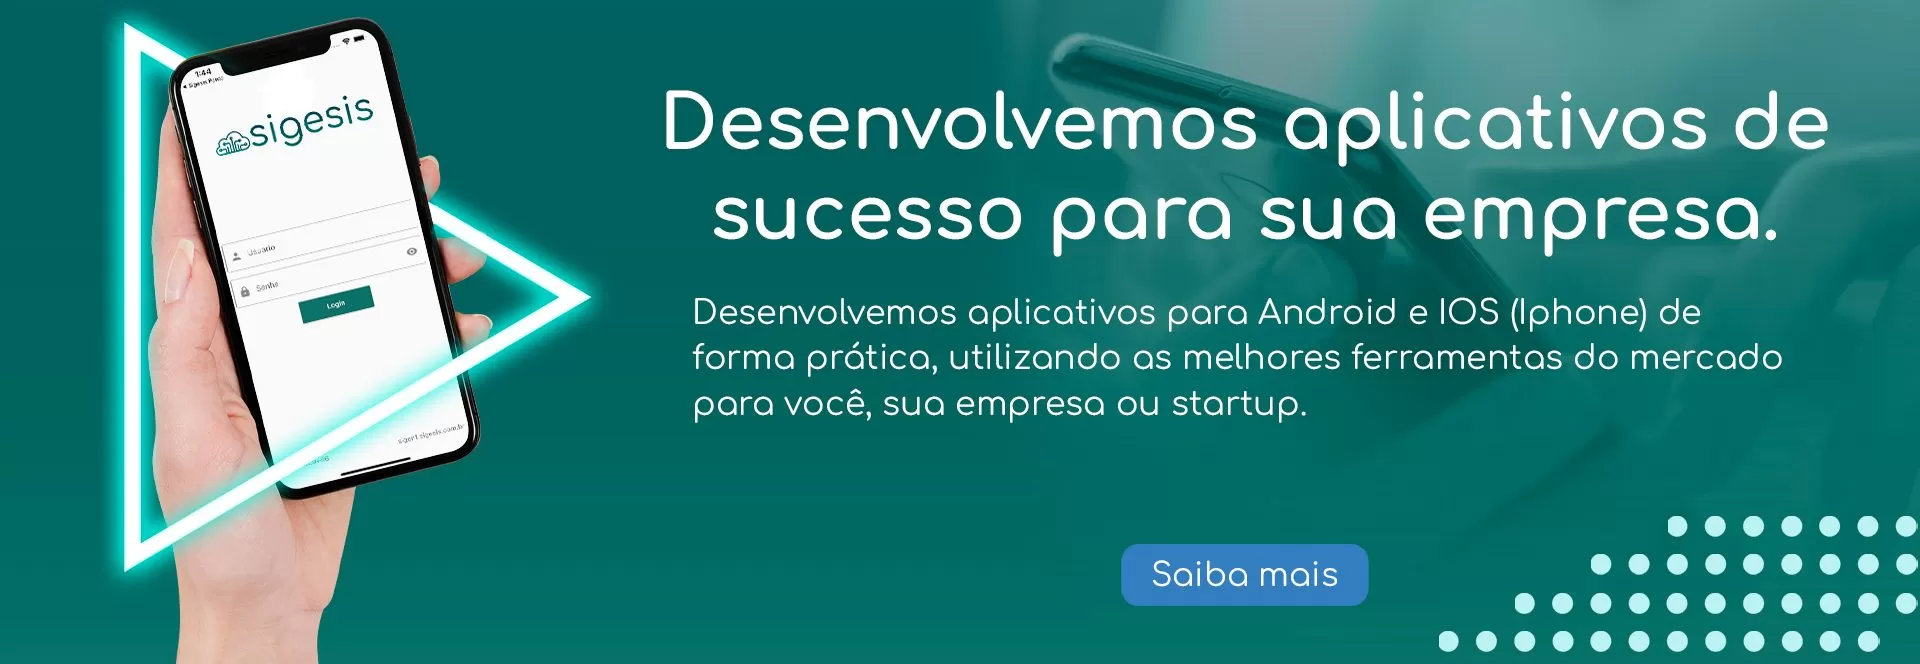 1:44
sigesis
Usuário
Senha
Login
sigen1.sigesis.com.br
Desenvolvemos aplicativos de
sucesso para sua empresa.
Desenvolvemos aplicativos para Android e IOS (Iphone) de
forma prática, utilizando as melhores ferramentas do mercado
para você, sua empresa ou startup.
Saiba mais